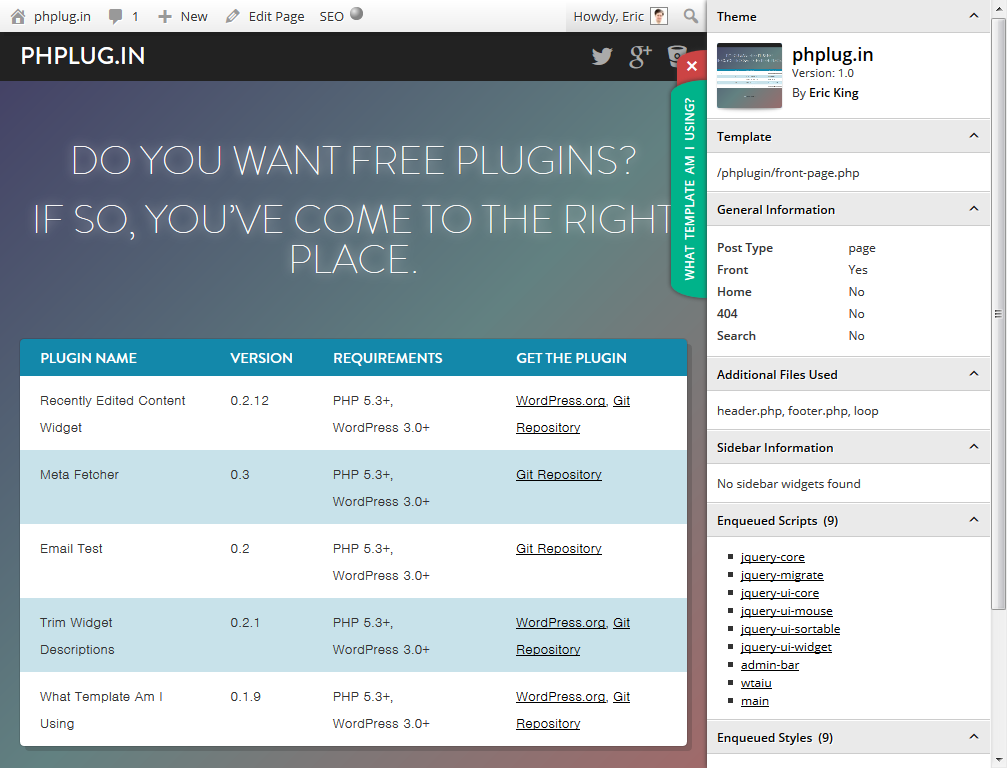 phplug.in 1 New Edit Page SEO Howdy, Eric
PHPLUG.IN
DO YOU WANT FREE PLUGINS?
IF SO, YOU’VE COME TO THE RIGHT
PLACE.
PLUGIN NAME VERSION REQUIREMENTS GET THE PLUGIN
Recently Edited Content 0.2.12 PHP 5.3+, WordPress.org, Git
Widget WordPress 3.0+ Repository
Meta Fetcher 0.3 PHP 5.3+, Git Repository
WordPress 3.0+
Email Test 0.2 PHP 5.3+, Git Repository
WordPress 3.0+
Trim Widget 0.2.1 PHP 5.3+, WordPress.org, Git
Descriptions WordPress 3.0+ Repository
What Template Am I 0.1.9 PHP 5.3+, WordPress.org, Git
Using WordPress 3.0+ Repository
WHAT TEMPLATE AM I USING?
Theme
phplug.in
Version: 1.0
By Eric King
Template
/phplugin/front-page.php
General Information
Post Type page
Front Yes
Home No
404 No
Search No
Additional Files Used
header.php, footer.php, loop
Sidebar Information
No sidebar widgets found
Enqueued Scripts (9)
jquery-core
jquery-migrate
jquery-ui-core
jquery-ui-mouse
jquery-ui-sortable
jquery-ui-widget
admin-bar
wtaiu
main
Enqueued Styles (9)